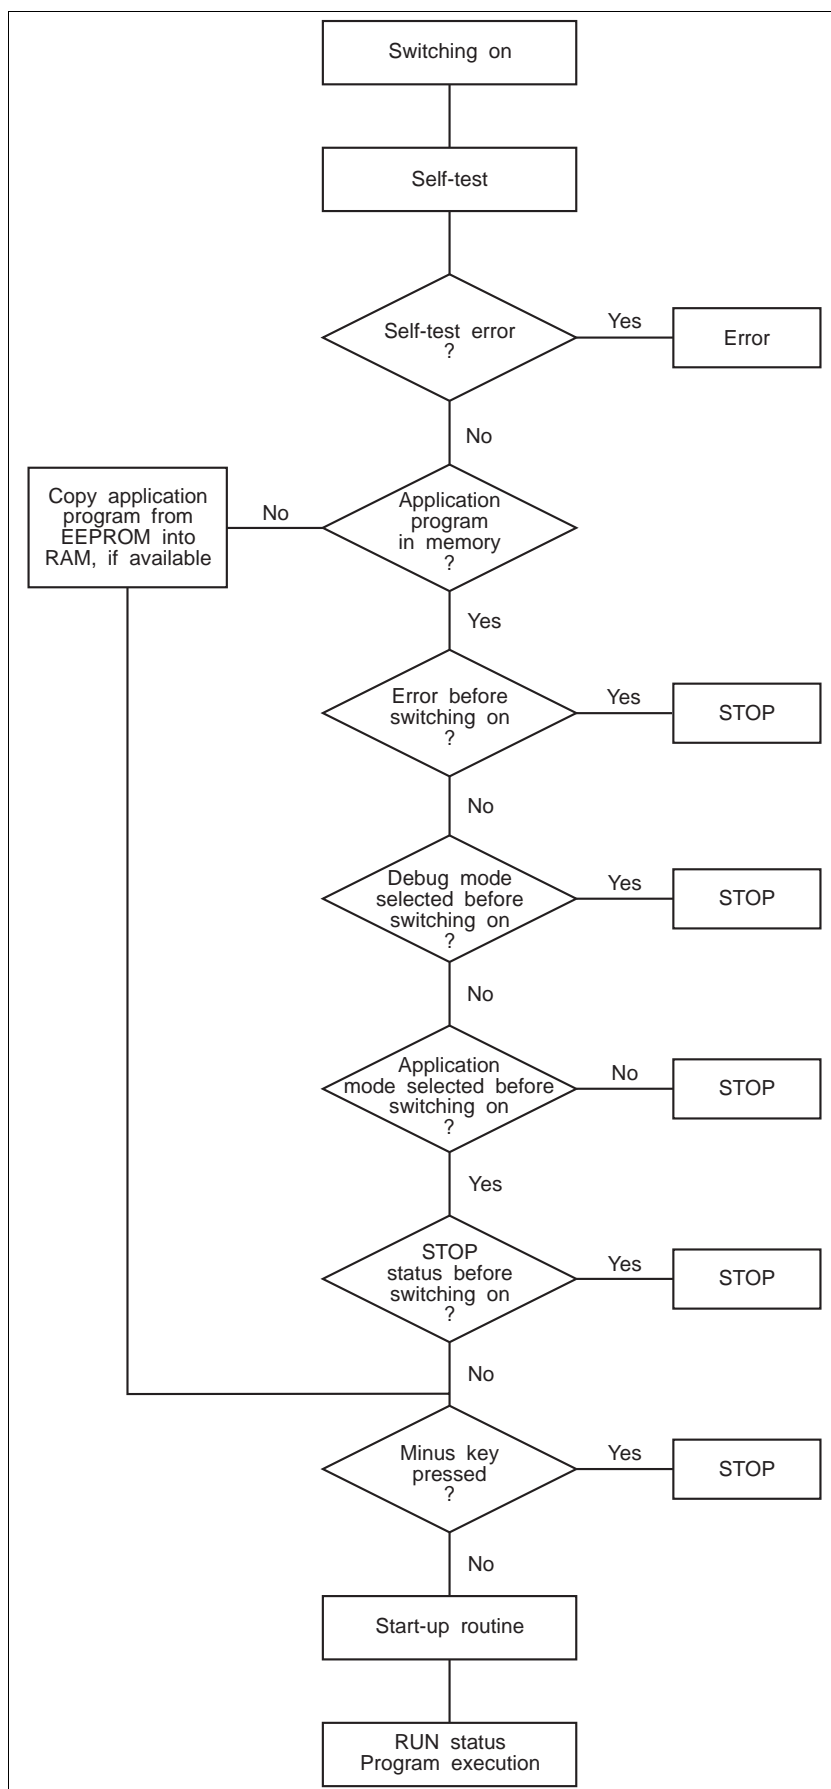 Switching on
Self-test
Self-test error
?
Yes
Error
No
Copy application
program from
EEPROM into
RAM, if available
No
Application
program
in memory
?
Yes
Error before
switching on
?
Yes
STOP
No
Debug mode
selected before
switching on
?
Yes
STOP
No
Application
mode selected before
switching on
?
No
STOP
Yes
STOP
status before
switching on
?
Yes
STOP
No
Minus key
pressed
?
Yes
STOP
No
Start-up routine
RUN status
Program execution